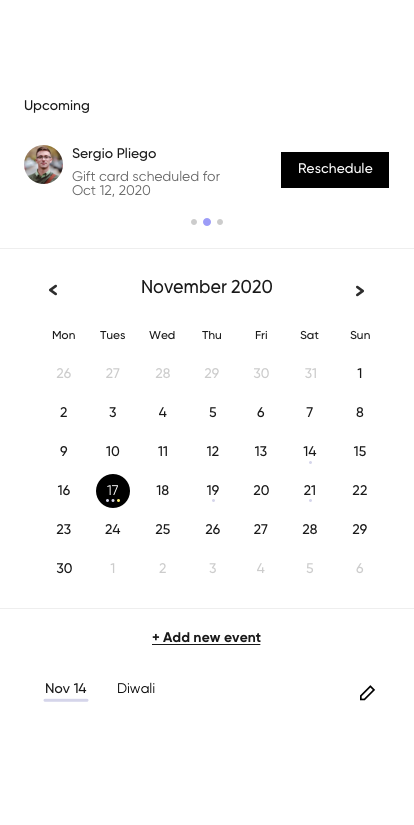 Upcoming
Sergio Pliego
Gift card scheduled for
Oct 12, 2020
Reschedule
November 2020
Mon Tues Wed Thu Fri Sat Sun
26 27 28 29 30 31 1
2 3 4 5 6 7 8
9 10 11 12 13 14 15
16 17 18 19 20 21 22
23 24 25 26 27 28 29
30 1 2 3 4 5 6
+ Add new event
Nov 14 Diwali